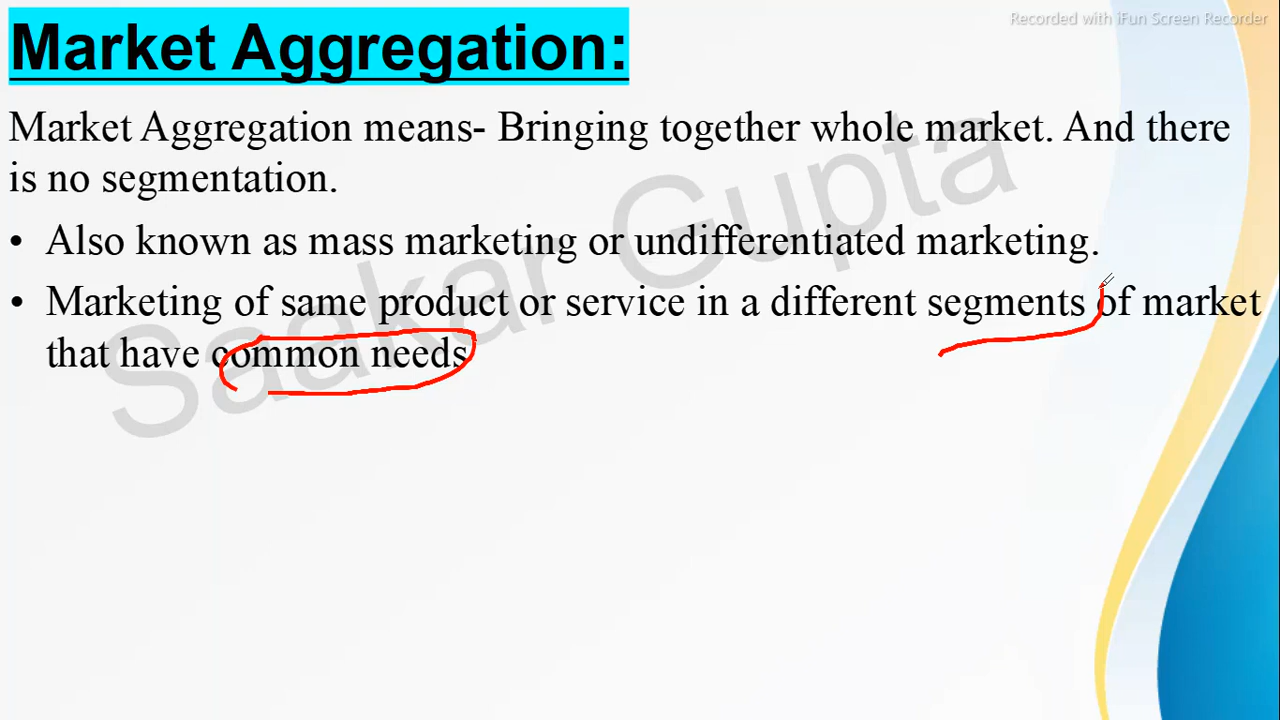 Recorded with iFun Screen Recorder
Market Aggregation:
Market Aggregation means- Bringing together whole market. And there
is no segmentation.
• Also known as mass marketing or undifferentiated marketing.
• Marketing of same product or service in a different segments of market
that have common needs
Saakar Gupta